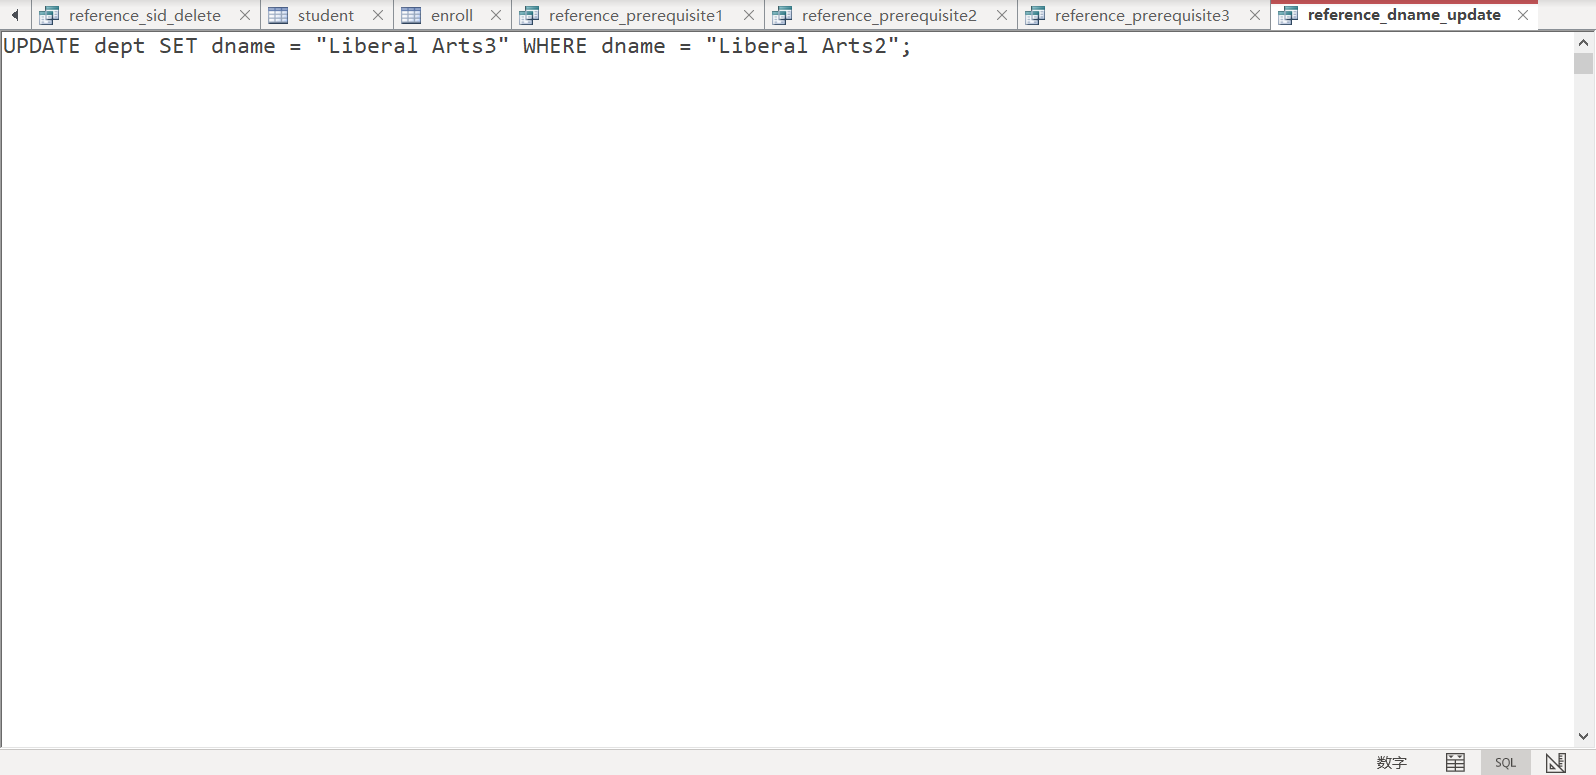 reference_sid_delete student enroll reference_prerequisite1 reference_prerequisite2 reference_prerequisite3 reference_dname_update
UPDATE dept SET dname = "Liberal Arts3" WHERE dname = "Liberal Arts2";
数字 SQL